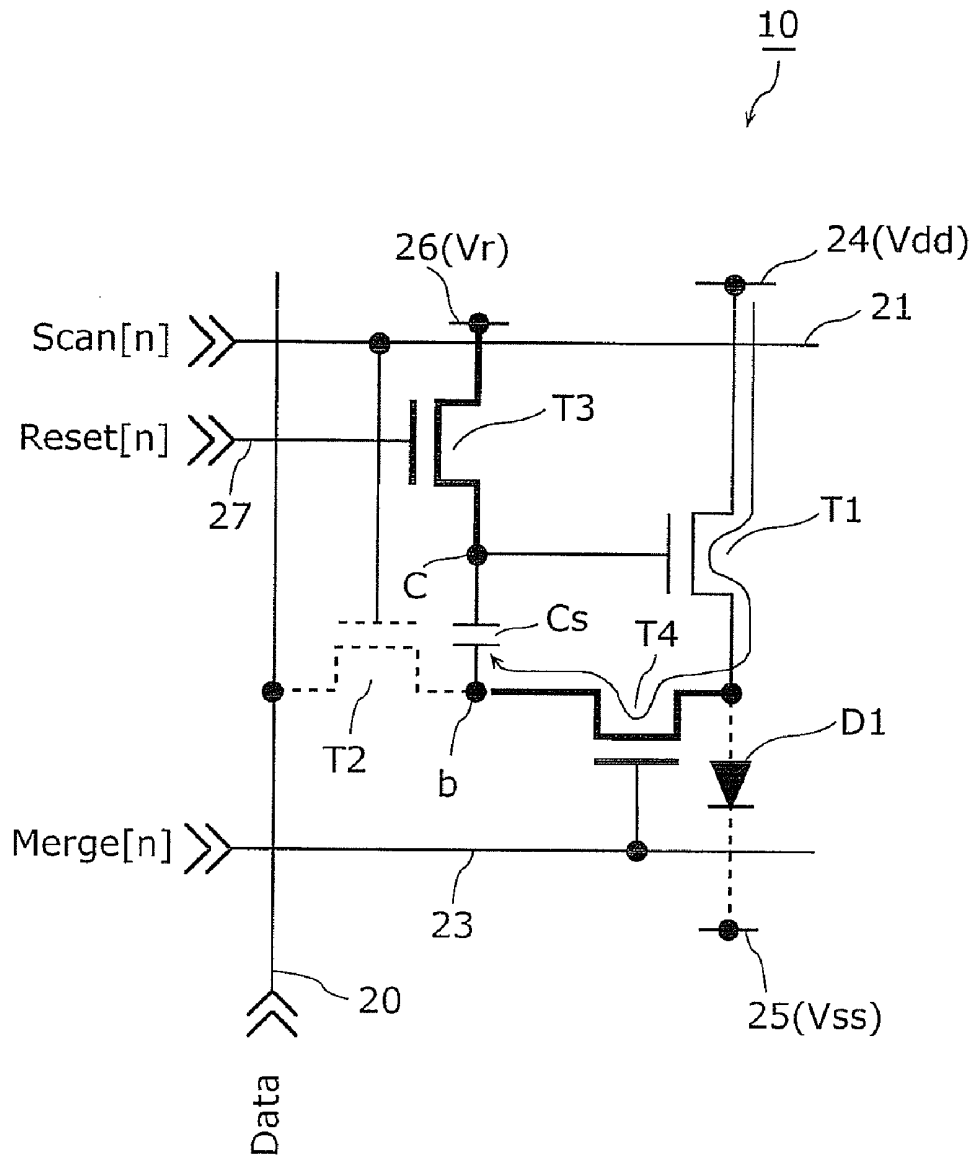 10
26(Vr)
24(Vdd)
Scan[n]
21
T3
Reset[n]
27
T1
C
Cs
T4
T2
b
D1
Merge[n]
23
20
25(Vss)
Data